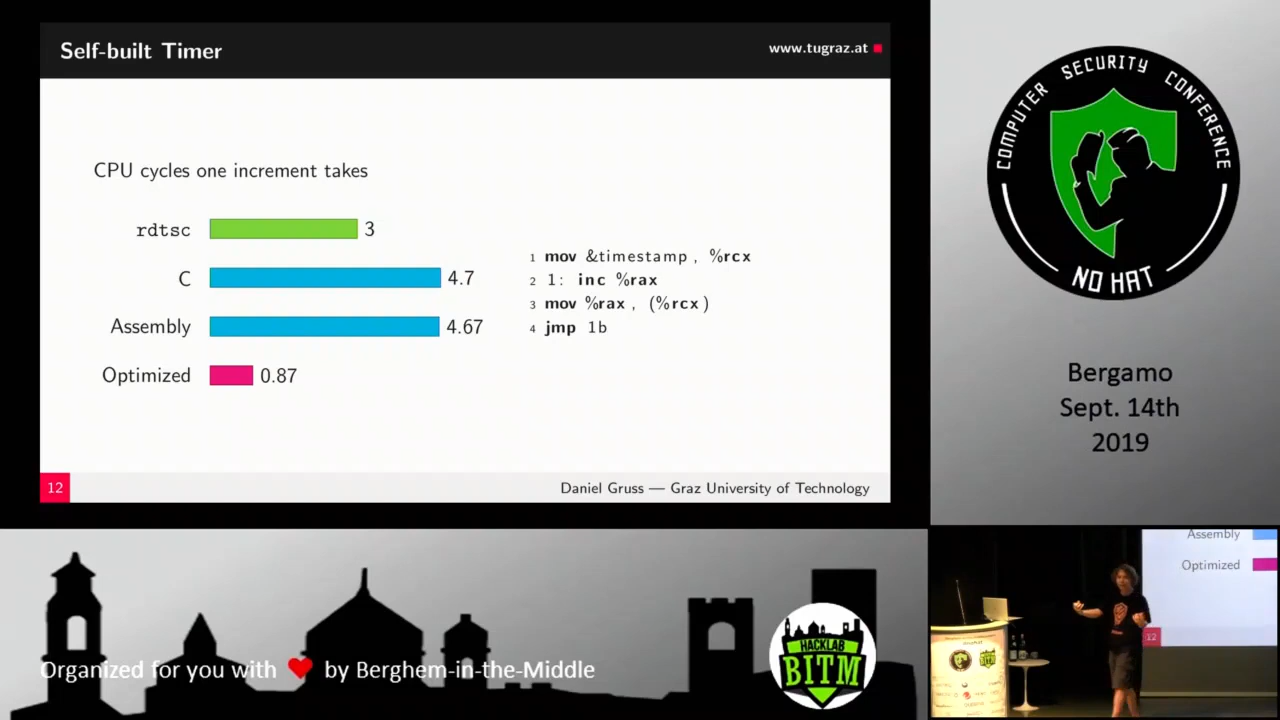 Self-built Timer
www.tugraz.at
CPU cycles one increment takes
rdtsc 3
C 4.7
Assembly 4.67
Optimized 0.87
1 mov &timestamp , %rcx
2 1: inc %rax
3 mov %rax , (%rcx)
4 jmp 1b
12
Daniel Gruss — Graz University of Technology
COMPUTER SECURITY CONFERENCE
NO HAT
Bergamo
Sept. 14th
2019
Organized for you with ❤ by Berghem-in-the-Middle
HACKLAB
BITM
Assembly
Optimized
12